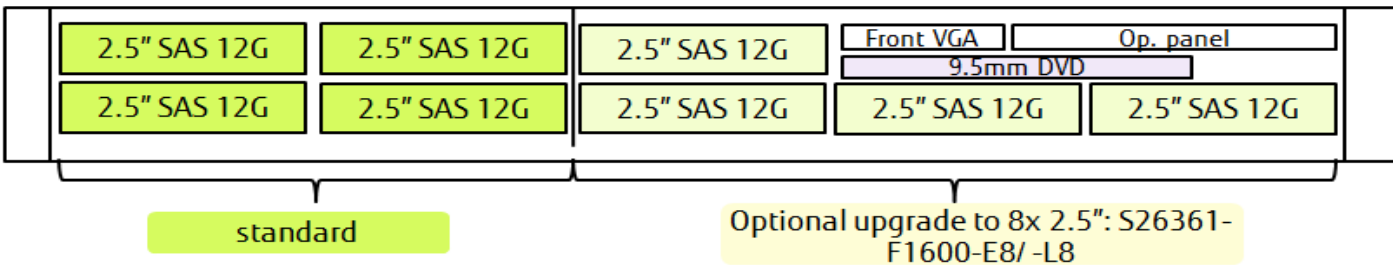 2.5" SAS 12G
2.5" SAS 12G
2.5" SAS 12G
Front VGA
Op. panel
9.5mm DVD
2.5" SAS 12G
2.5" SAS 12G
2.5" SAS 12G
2.5" SAS 12G
2.5" SAS 12G
standard
Optional upgrade to 8x 2.5": S26361-
F1600-E8/ -L8